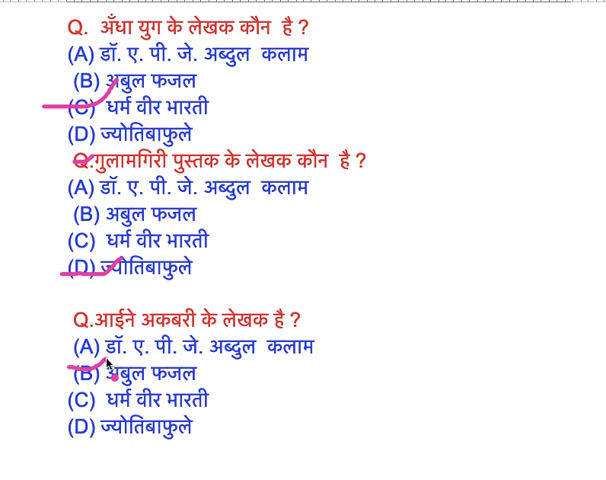 Q. अँधा युग के लेखक कौन है ?
(A) डॉ. ए. पी. जे. अब्दुल कलाम
(B) अबुल फजल
(C) धर्म वीर भारती
(D) ज्योतिबाफुले
Q.गुलामगिरी पुस्तक के लेखक कौन है ?
(A) डॉ. ए. पी. जे. अब्दुल कलाम
(B) अबुल फजल
(C) धर्म वीर भारती
(D) ज्योतिबाफुले
Q.आईने अकबरी के लेखक है ?
(A) डॉ. ए. पी. जे. अब्दुल कलाम
(B) अबुल फजल
(C) धर्म वीर भारती
(D) ज्योतिबाफुले